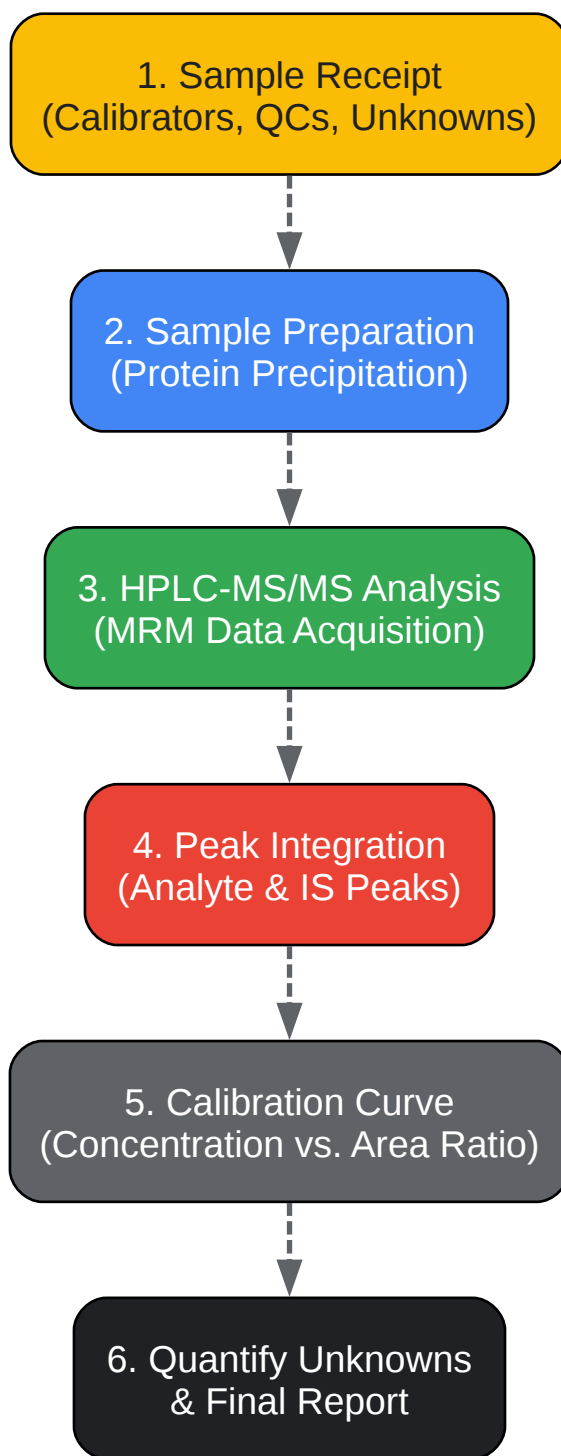 1. Sample Receipt
(Calibrators, QCs, Unknowns)
2. Sample Preparation
(Protein Precipitation)
3. HPLC-MS/MS Analysis
(MRM Data Acquisition)
4. Peak Integration
(Analyte & IS Peaks)
5. Calibration Curve
(Concentration vs. Area Ratio)
6. Quantify Unknowns
& Final Report